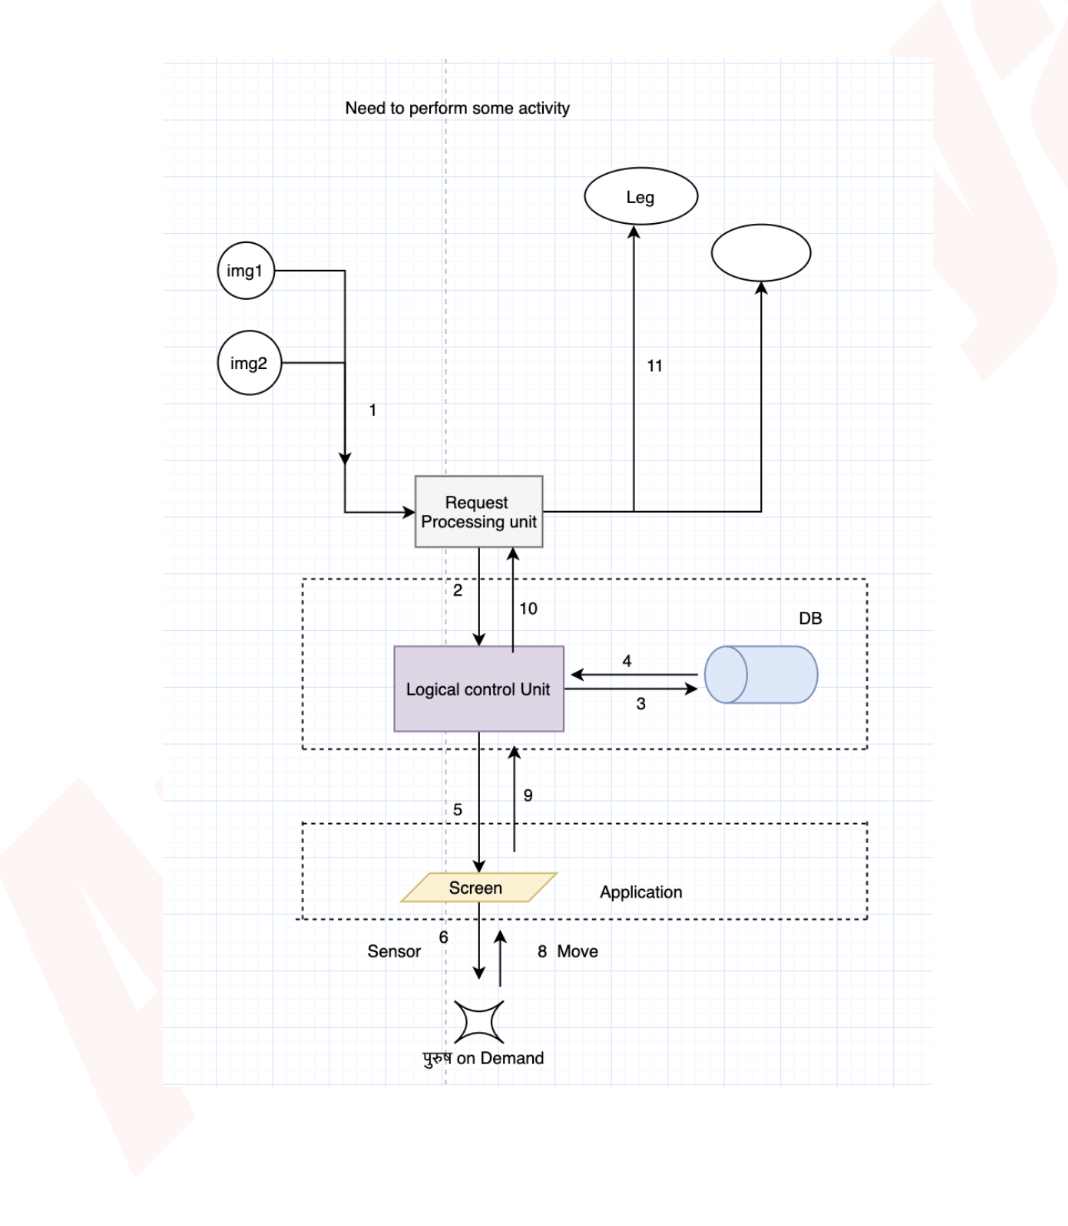 Need to perform some activity
Leg
img1
img2
11
1
Request
Processing unit
2
10
DB
4
Logical control Unit
3
9
5
Screen
Application
6
Sensor
8 Move
पुरुष on Demand